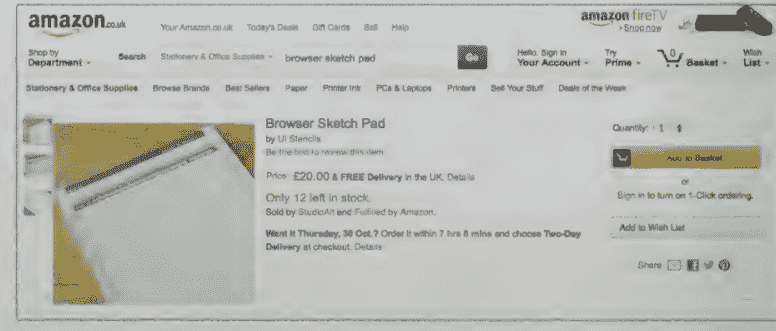 amazon.co.uk
Your Amazon.co.uk Today's Deals Gift Cards Sell Help
amazon fireTV
Shop now
Shop by
Department
Search Stationery & Office Supplies browser sketch pad Go
Hello, Sign in
Your Account
Try
Prime
0
Basket
Wish
List
Stationery & Office Supplies Browse Brands Best Sellers Paper Printer Ink PCs & Laptops Printers Sell Your Stuff Deals of the Week
Browser Sketch Pad
by UI Stencils
Be the first to review this item
Price: £20.00 & FREE Delivery in the UK. Details
Only 12 left in stock.
Sold by StudioAit and Fulfilled by Amazon.
Want it Thursday, 30 Oct.? Order it within 7 hrs 8 mins and choose Two-Day
Delivery at checkout. Details
Quantity: 1
Add to Basket
or
Sign in to turn on 1-Click ordering.
Add to Wish List
Share